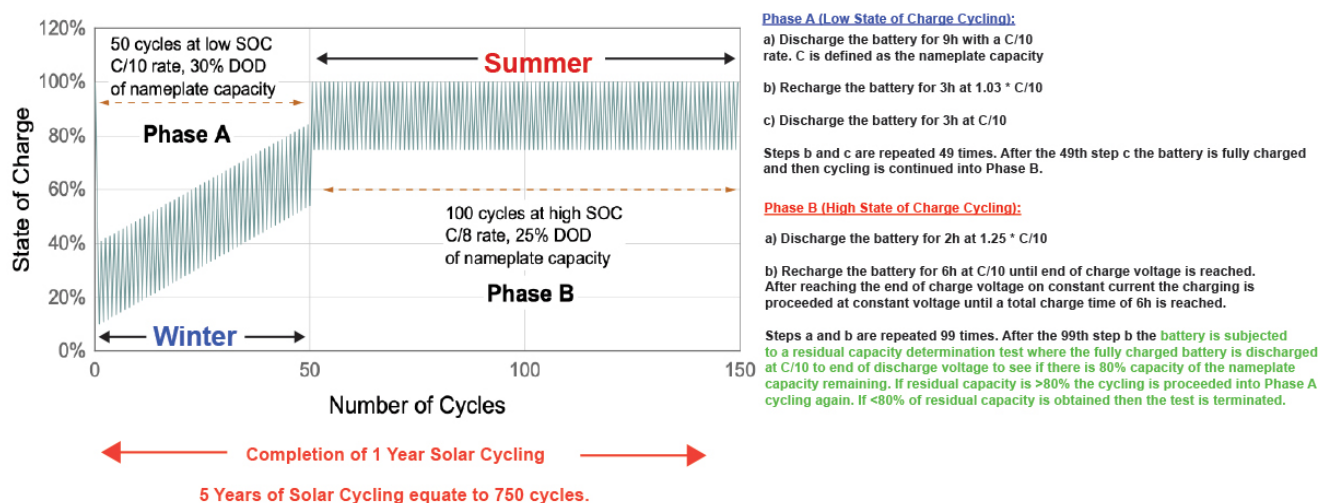 120%
100%
80%
60%
40%
20%
0%
State of Charge
50 cycles at low SOC
C/10 rate, 30% DOD
of nameplate capacity
Phase A
Summer
100 cycles at high SOC
C/8 rate, 25% DOD
of nameplate capacity
Phase B
Winter
0
50
100
150
Number of Cycles
Completion of 1 Year Solar Cycling
5 Years of Solar Cycling equate to 750 cycles.
Phase A (Low State of Charge Cycling):
a) Discharge the battery for 9h with a C/10
rate. C is defined as the nameplate capacity
b) Recharge the battery for 3h at 1.03 * C/10
c) Discharge the battery for 3h at C/10
Steps b and c are repeated 49 times. After the 49th step c the battery is fully charged
and then cycling is continued into Phase B.
Phase B (High State of Charge Cycling):
a) Discharge the battery for 2h at 1.25 * C/10
b) Recharge the battery for 6h at C/10 until end of charge voltage is reached.
After reaching the end of charge voltage on constant current the charging is
proceeded at constant voltage until a total charge time of 6h is reached.
Steps a and b are repeated 99 times. After the 99th step b the battery is subjected
to a residual capacity determination test where the fully charged battery is discharged
at C/10 to end of discharge voltage to see if there is 80% capacity of the nameplate
capacity remaining. If residual capacity is >80% the cycling is proceeded into Phase A
cycling again. If <80% of residual capacity is obtained then the test is terminated.